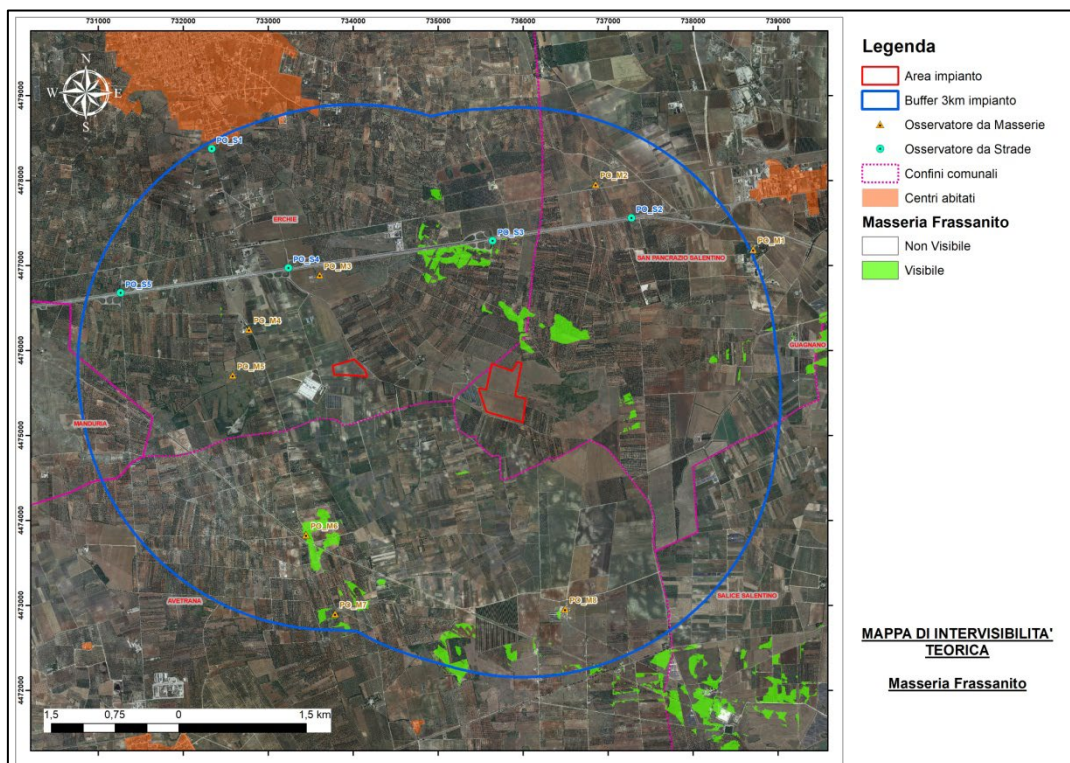 731000 732000 733000 734000 735000 736000 737000 738000 739000
4479000
4478000
4477000
4476000
4475000
4474000
4473000
4472000
N
W E
S
PO_S1
PO_M2
PO_S2
ERCHIE
PO_S3
PO_M1
SAN PANCRAZIO SALENTINO
PO_S4
PO_M3
PO_S5
PO_M4
GUAGNANO
PO_M5
MANDURIA
PO_M6
AVETRANA
PO_M7
PO_M8
SALICE SALENTINO
1,5 0,75 0 1,5 km
Legenda
Area impianto
Buffer 3km impianto
Osservatore da Masserie
Osservatore da Strade
Confini comunali
Centri abitati
Masseria Frassanito
Non Visibile
Visibile
MAPPA DI INTERVISIBILITA'
TEORICA
Masseria Frassanito